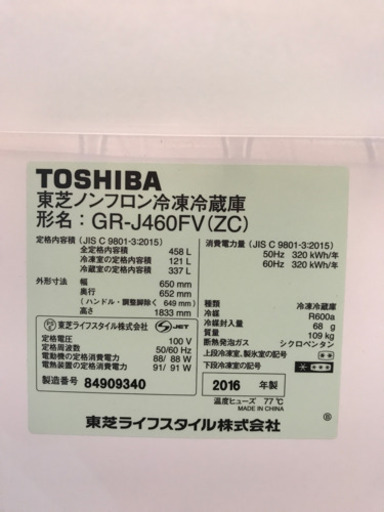 TOSHIBA
東芝ノンフロン冷凍冷蔵庫
形名：GR-J460FV(ZC)
定格内容積 (JIS C 9801-3:2015)
全定格内容積： 458 L
冷凍室の定格内容積： 121 L
冷蔵室の定格内容積： 337 L
外形寸法 幅 650 mm
奥行 652 mm
(ハンドル・調整脚除く 649 mm)
高さ 1833 mm
東芝ライフスタイル株式会社 S JET
定格電圧 100 V
定格周波数 50/60 Hz
電動機の定格消費電力 88/ 88 W
電熱装置の定格消費電力 91/ 91 W
製造番号 84909340
消費電力量 (JIS C 9801-3:2015)
50Hz 320 kWh/年
60Hz 320 kWh/年
種類 冷凍冷蔵庫
冷媒 R600a
冷媒封入量 68 g
質量 109 kg
断熱発泡ガス シクロペンタン
上段冷凍室、製氷室の記号
下段冷凍室の記号
2016 年製
温度ヒューズ 77℃
MADE IN CHINA
東芝ライフスタイル株式会社 ®